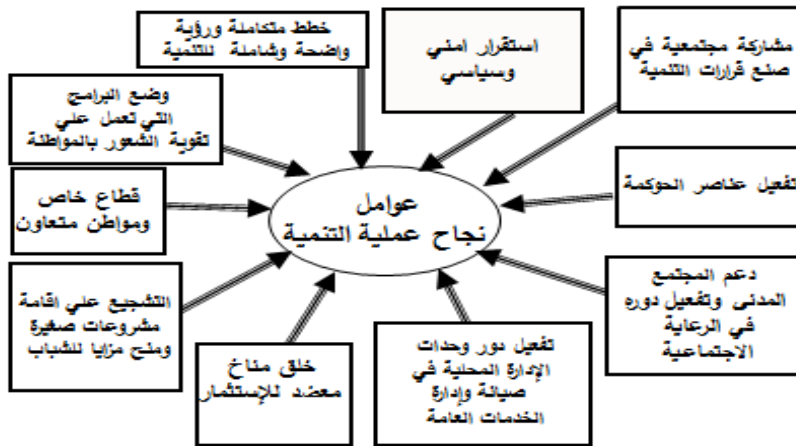 مشاركة مجتمعية في
صنع قرارات التنمية
استقرار امني
وسياسي
خطط متكاملة ورؤية
واضحة وشاملة للتنمية
وضع البرامج
التي تعمل علي
تقوية الشعور بالمواطنة
قطاع خاص
ومواطن متعاون
التشجيع علي اقامة
مشروعات صغيرة
ومنح مزايا للشباب
خلق مناخ
معضد للإستثمار
تفعيل دور وحدات
الإدارة المحلية في
صيانة وإدارة
الخدمات العامة
دعم المجتمع
المدنى وتفعيل دوره
في الرعاية
الاجتماعية
تفعيل عناصر الحوكمة
عوامل
نجاح عملية التنمية